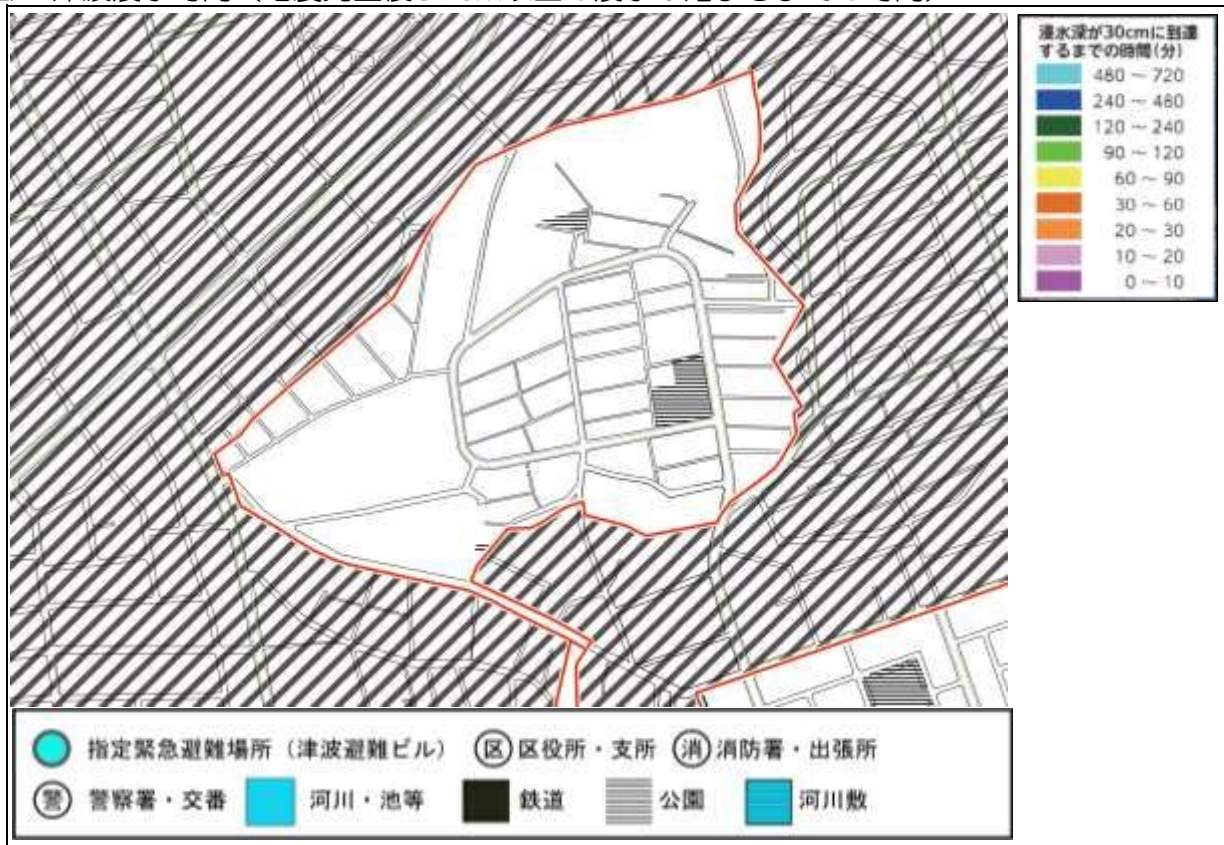 浸水深が30cmに到達
するまでの時間(分)
480 ～ 720
240 ～ 480
120 ～ 240
90 ～ 120
60 ～ 90
30 ～ 60
20 ～ 30
10 ～ 20
0 ～ 10
指定緊急避難場所（津波避難ビル） 区 区役所・支所 消 消防署・出張所
警 警察署・交番 河川・池等 鉄道 公園 河川敷